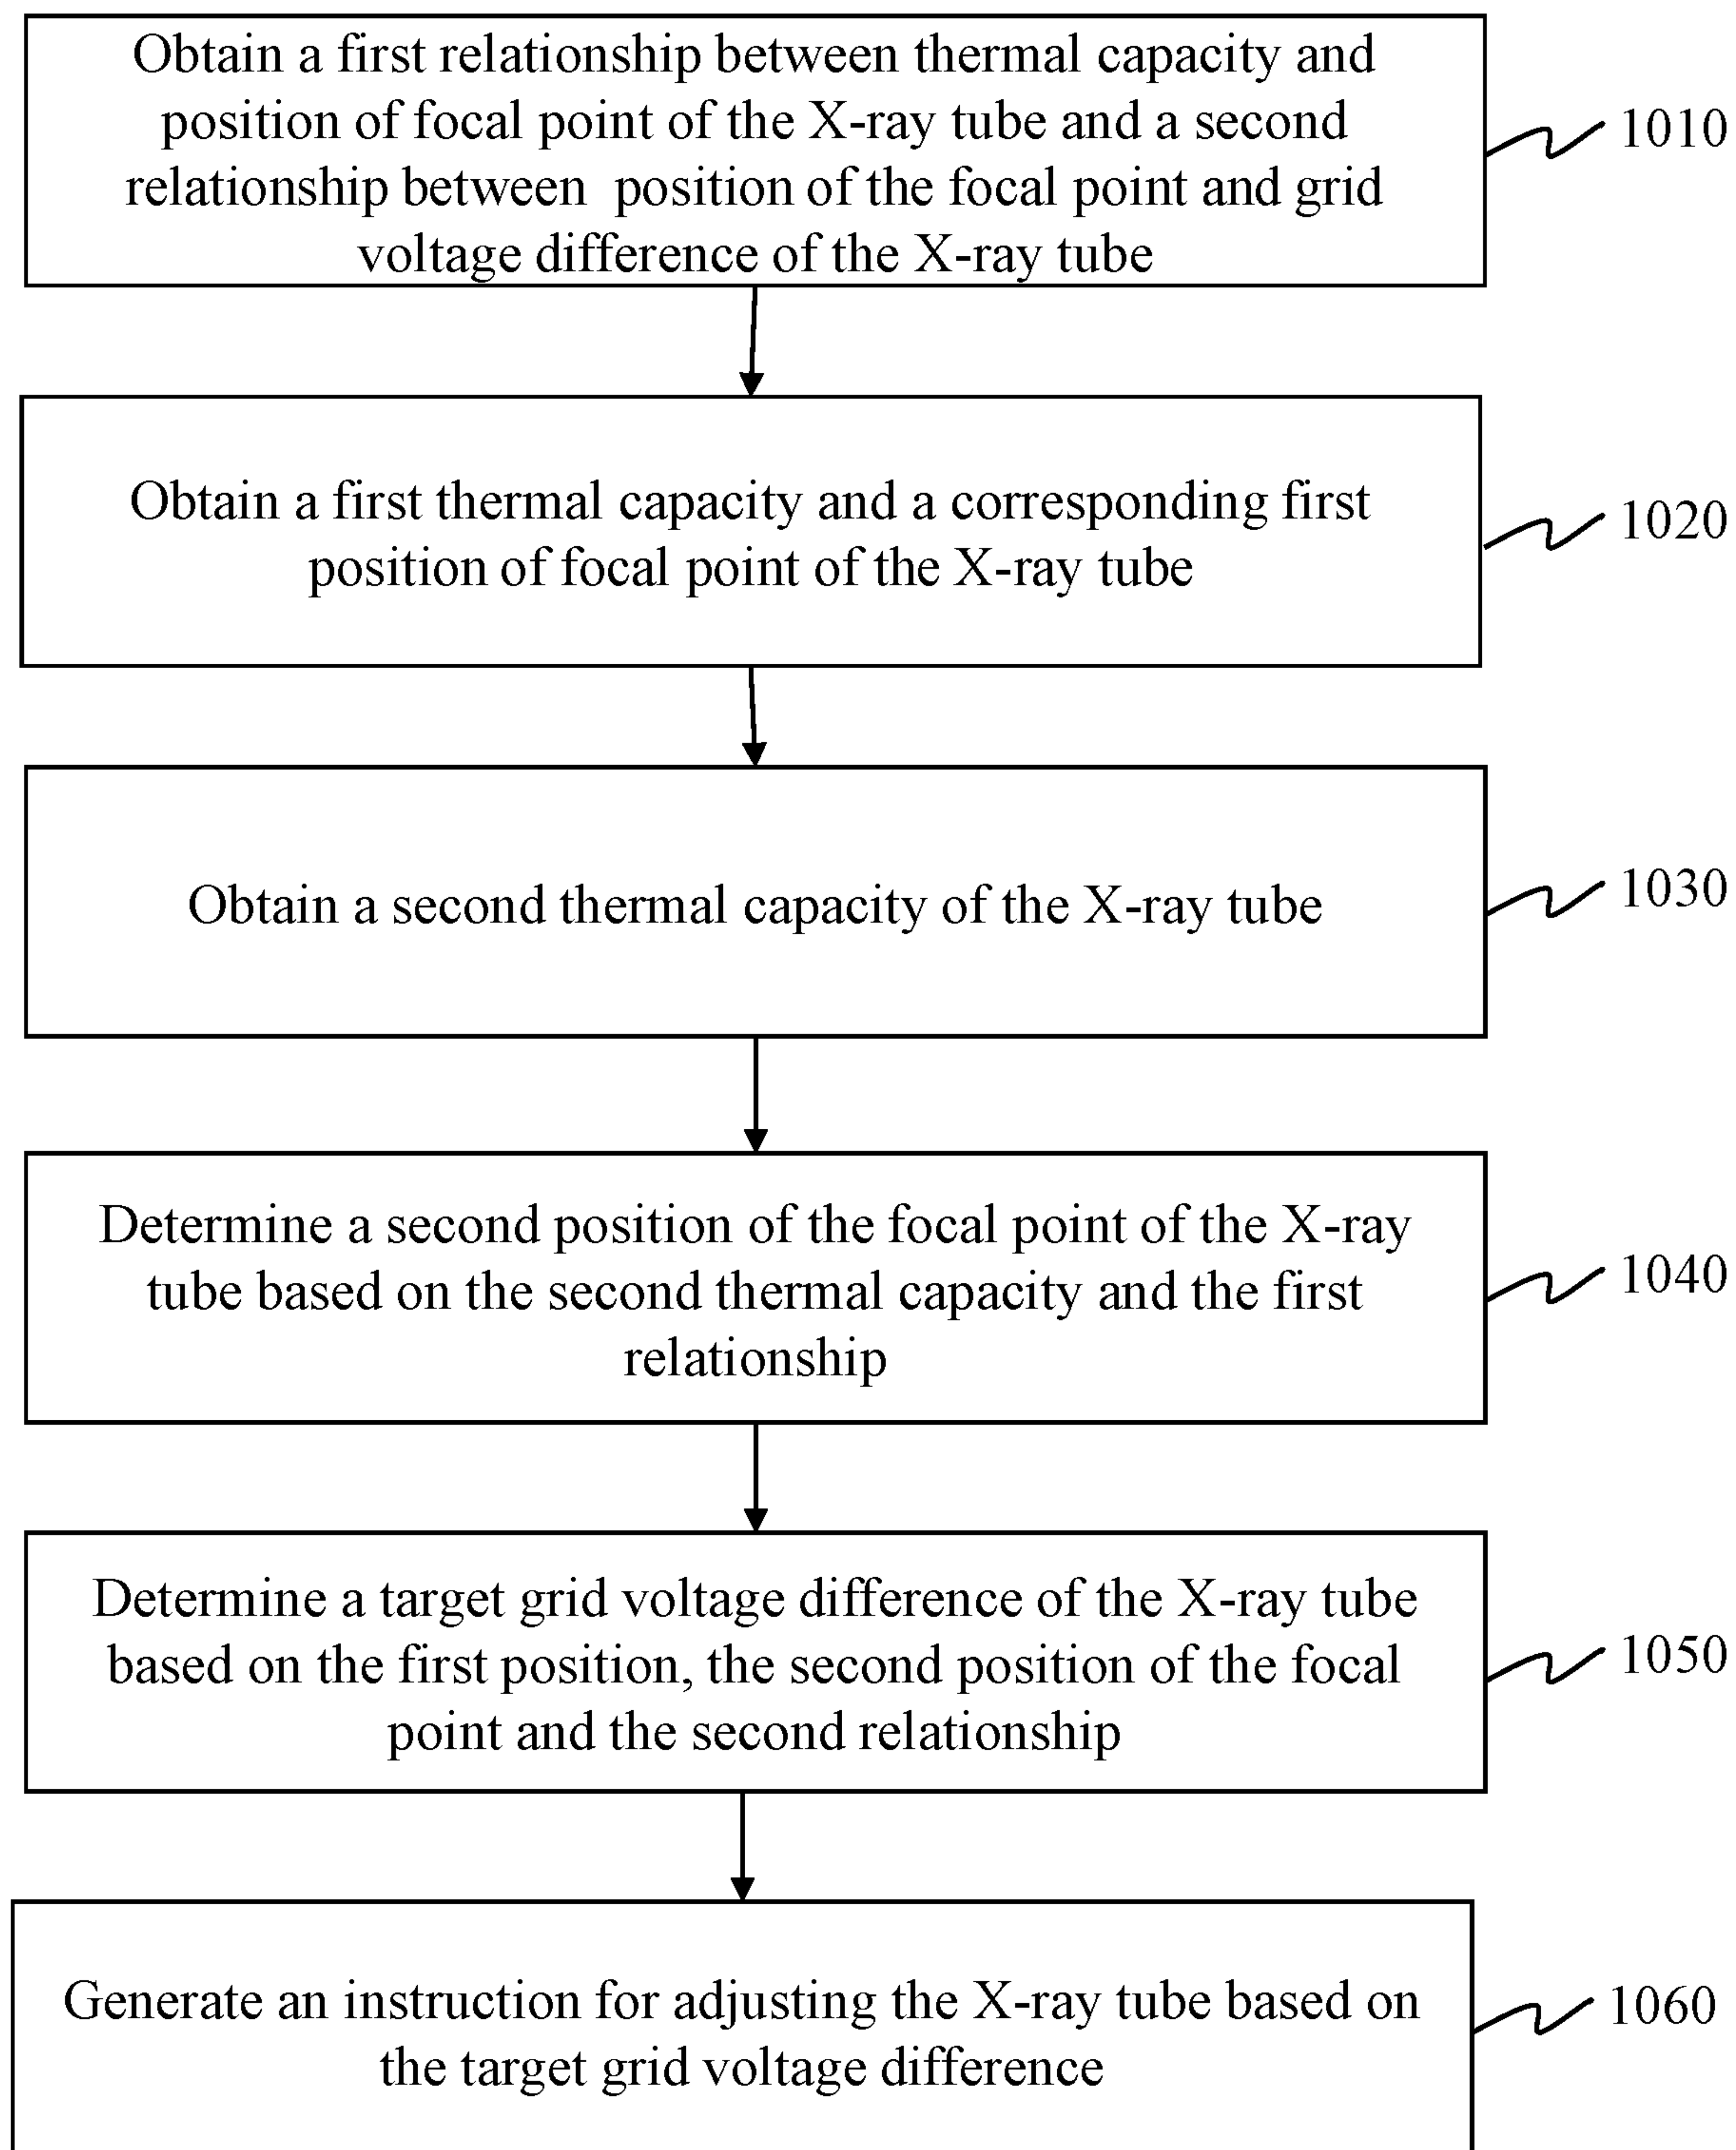 Obtain a first relationship between thermal capacity and
position of focal point of the X-ray tube and a second
relationship between position of the focal point and grid
voltage difference of the X-ray tube
1010
Obtain a first thermal capacity and a corresponding first
position of focal point of the X-ray tube
1020
Obtain a second thermal capacity of the X-ray tube
1030
Determine a second position of the focal point of the X-ray
tube based on the second thermal capacity and the first
relationship
1040
Determine a target grid voltage difference of the X-ray tube
based on the first position, the second position of the focal
point and the second relationship
1050
Generate an instruction for adjusting the X-ray tube based on
the target grid voltage difference
1060